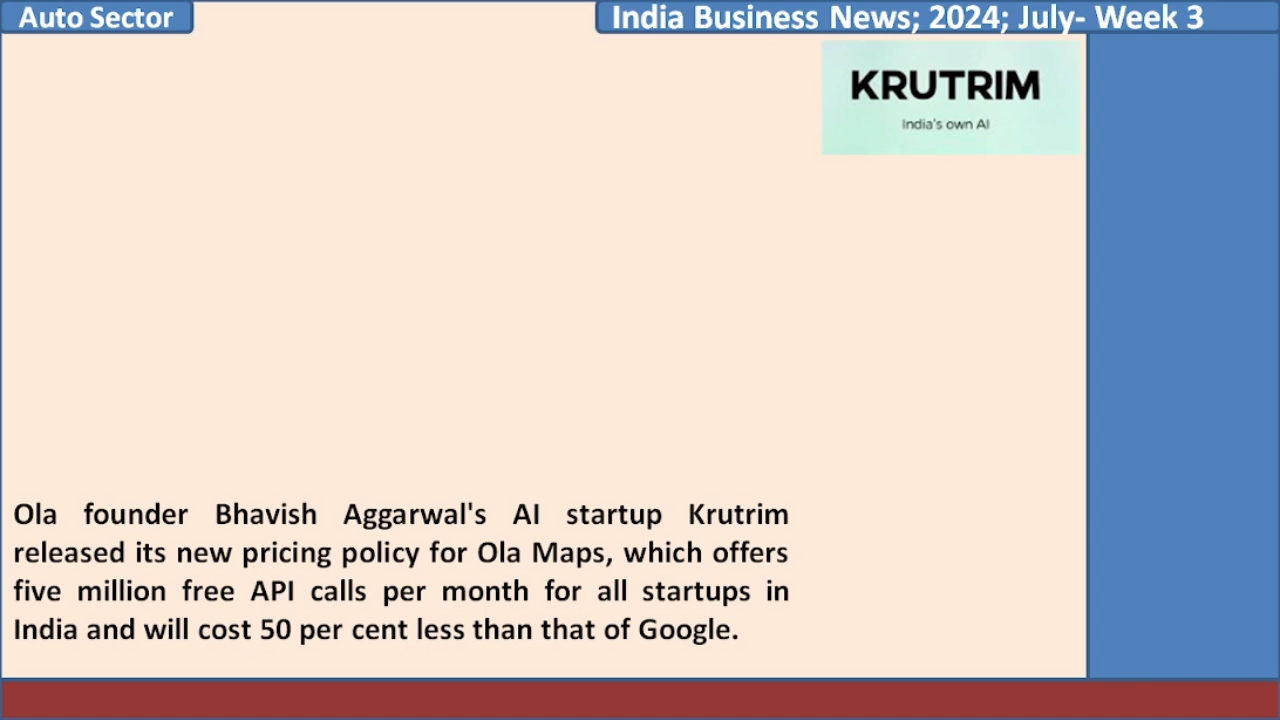 Auto Sector
India Business News; 2024; July- Week 3
KRUTRIM
India's own AI
Ola founder Bhavish Aggarwal's AI startup Krutrim
released its new pricing policy for Ola Maps, which offers
five million free API calls per month for all startups in
India and will cost 50 per cent less than that of Google.